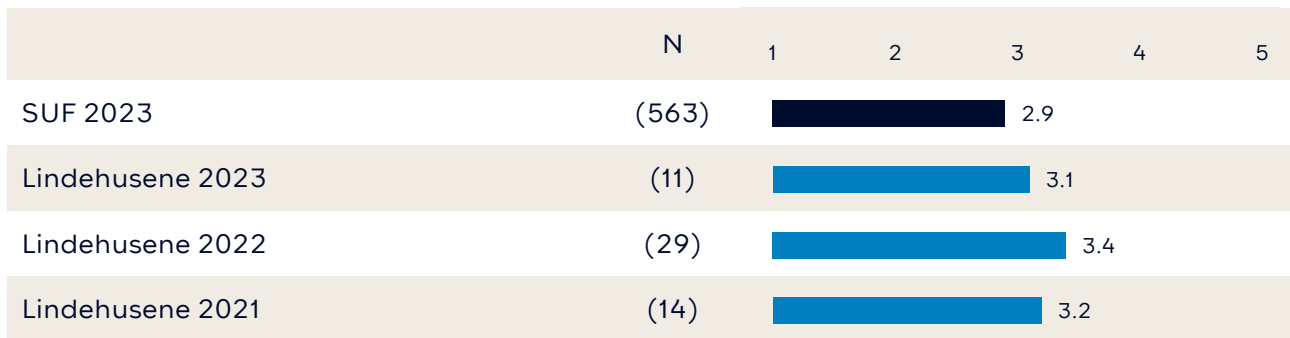 N 1 2 3 4 5
SUF 2023 (563) 2.9
Lindehusene 2023 (11) 3.1
Lindehusene 2022 (29) 3.4
Lindehusene 2021 (14) 3.2